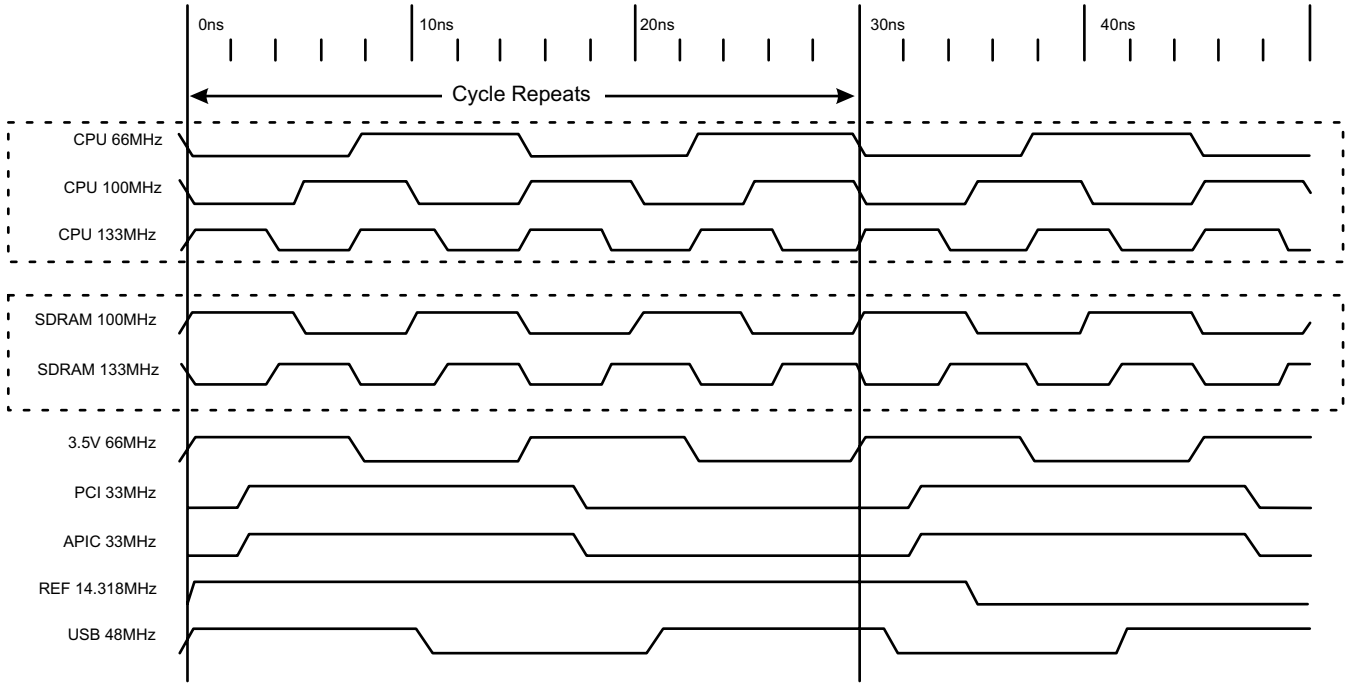 0ns 10ns 20ns 30ns 40ns
Cycle Repeats
CPU 66MHz
CPU 100MHz
CPU 133MHz
SDRAM 100MHz
SDRAM 133MHz
3.5V 66MHz
PCI 33MHz
APIC 33MHz
REF 14.318MHz
USB 48MHz